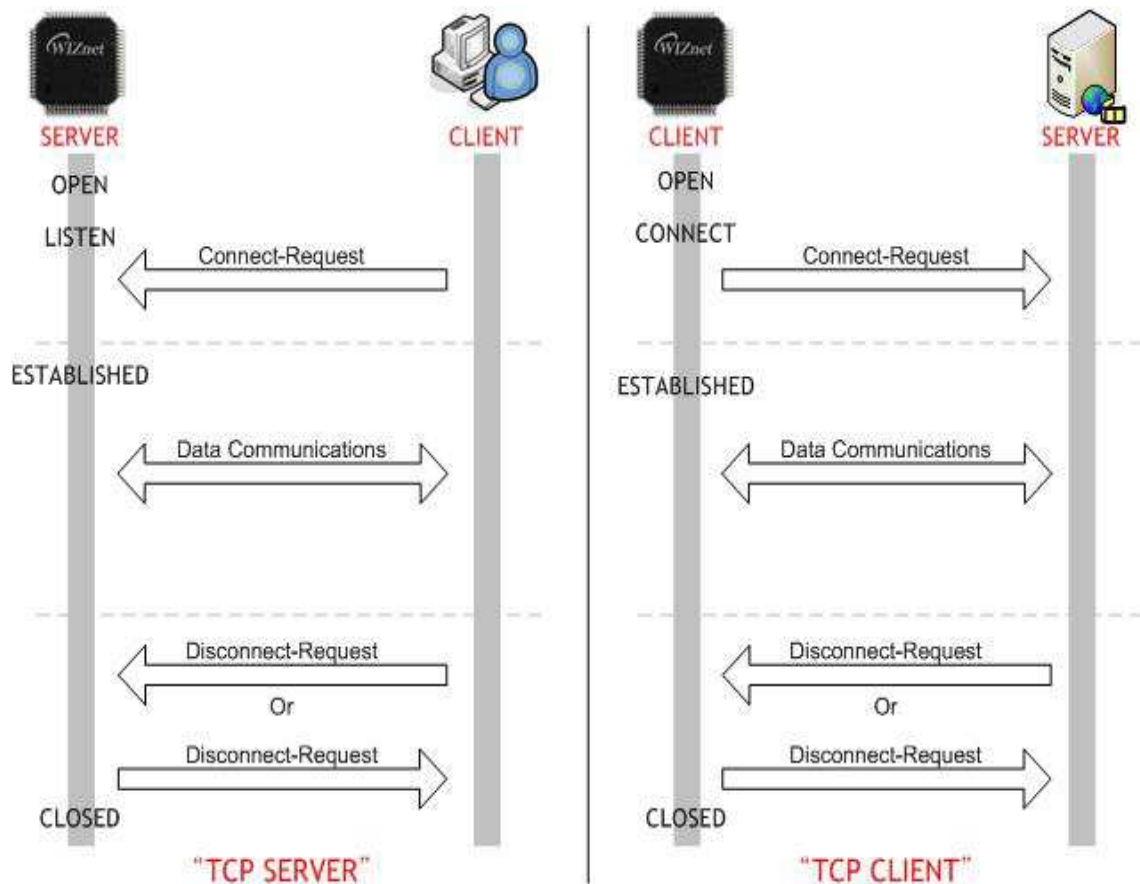 WIZnet
SERVER
CLIENT
OPEN
LISTEN
Connect-Request
ESTABLISHED
Data Communications
Disconnect-Request
Or
Disconnect-Request
CLOSED
"TCP SERVER"
WIZnet
CLIENT
SERVER
OPEN
CONNECT
Connect-Request
ESTABLISHED
Data Communications
Disconnect-Request
Or
Disconnect-Request
CLOSED
"TCP CLIENT"